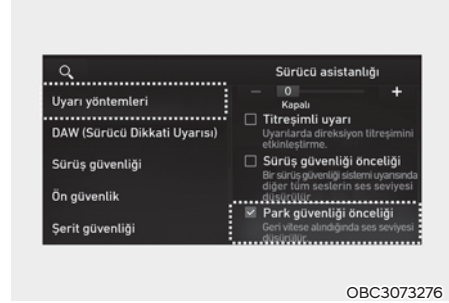 Sürücü asistanlığı
Uyarı yöntemleri
DAW (Sürücü Dikkati Uyarısı)
Sürüş güvenliği
Ön güvenlik
Şerit güvenliği
− 0 +
Kapalı
Titreşimli uyarı
Uyarılarda direksiyon titreşimini
etkinleştirme.
Sürüş güvenliği önceliği
Bir sürüş güvenliği sistemi uyarısında
diğer tüm seslerin ses seviyesi
düşürülür.
Park güvenliği önceliği
Geri vitese alındığında ses seviyesi
düşürülür.
OBC3073276